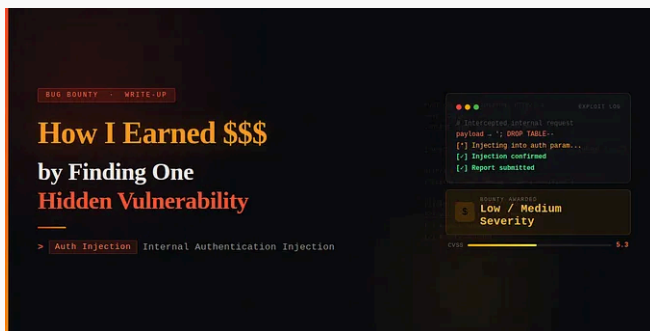 BUG BOUNTY · WRITE-UP
How I Earned $$$
by Finding One
Hidden Vulnerability
> Auth Injection Internal Authentication Injection
EXPLOIT LOG
# Intercepted internal request
payload → '; DROP TABLE--
[*] Injecting into auth param...
[✓] Injection confirmed
[✓] Report submitted
$
BOUNTY AWARDED
Low / Medium
Severity
CVSS 5.3